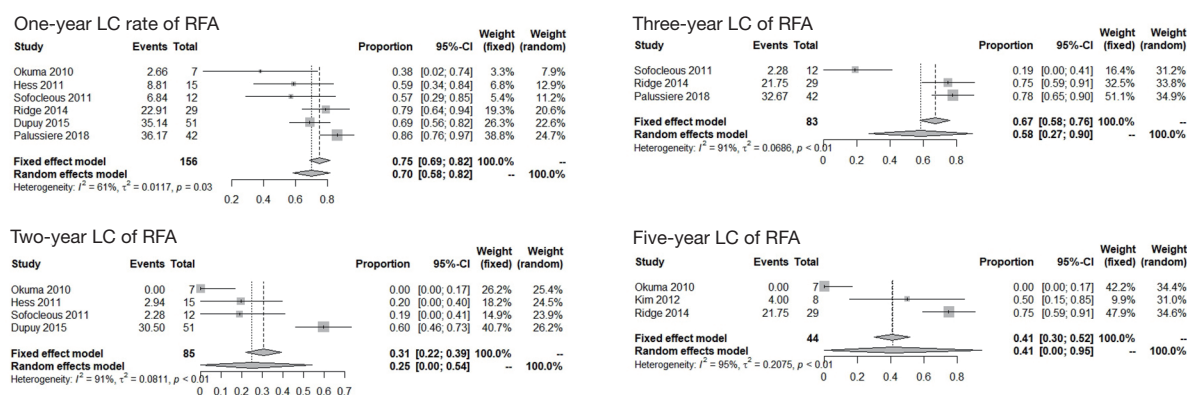 One-year LC rate of RFA
Weight Weight
Study Events Total Proportion 95%-CI (fixed) (random)
Okuma 2010 2.66 7 0.38 [0.02; 0.74] 3.3% 7.9%
Hess 2011 8.81 15 0.59 [0.34; 0.84] 6.8% 12.9%
Sofocleous 2011 6.84 12 0.57 [0.29; 0.85] 5.4% 11.2%
Ridge 2014 22.91 29 0.79 [0.64; 0.94] 19.3% 20.6%
Dupuy 2015 35.14 51 0.69 [0.56; 0.82] 26.3% 22.6%
Palussiere 2018 36.17 42 0.86 [0.76; 0.97] 38.8% 24.7%
Fixed effect model 156 0.75 [0.69; 0.82] 100.0% --
Random effects model 0.70 [0.58; 0.82] -- 100.0%
Heterogeneity: I² = 61%, τ² = 0.0117, p = 0.03
0.2 0.4 0.6 0.8
Three-year LC of RFA
Weight Weight
Study Events Total Proportion 95%-CI (fixed) (random)
Sofocleous 2011 2.28 12 0.19 [0.00; 0.41] 16.4% 31.2%
Ridge 2014 21.75 29 0.75 [0.59; 0.91] 32.5% 33.8%
Palussiere 2018 32.67 42 0.78 [0.65; 0.90] 51.1% 34.9%
Fixed effect model 83 0.67 [0.58; 0.76] 100.0% --
Random effects model 0.58 [0.27; 0.90] -- 100.0%
Heterogeneity: I² = 91%, τ² = 0.0686, p < 0.01
0 0.2 0.4 0.6 0.8
Two-year LC of RFA
Weight Weight
Study Events Total Proportion 95%-CI (fixed) (random)
Okuma 2010 0.00 7 0.00 [0.00; 0.17] 26.2% 25.4%
Hess 2011 2.94 15 0.20 [0.00; 0.40] 18.2% 24.5%
Sofocleous 2011 2.28 12 0.19 [0.00; 0.41] 14.9% 23.9%
Dupuy 2015 30.50 51 0.60 [0.46; 0.73] 40.7% 26.2%
Fixed effect model 85 0.31 [0.22; 0.39] 100.0% --
Random effects model 0.25 [0.00; 0.54] -- 100.0%
Heterogeneity: I² = 91%, τ² = 0.0811, p < 0.01
0 0.1 0.2 0.3 0.4 0.5 0.6 0.7
Five-year LC of RFA
Weight Weight
Study Events Total Proportion 95%-CI (fixed) (random)
Okuma 2010 0.00 7 0.00 [0.00; 0.17] 42.2% 34.4%
Kim 2012 4.00 8 0.50 [0.15; 0.85] 9.9% 31.0%
Ridge 2014 21.75 29 0.75 [0.59; 0.91] 47.9% 34.6%
Fixed effect model 44 0.41 [0.30; 0.52] 100.0% --
Random effects model 0.41 [0.00; 0.95] -- 100.0%
Heterogeneity: I² = 95%, τ² = 0.2075, p < 0.01
0 0.2 0.4 0.6 0.8